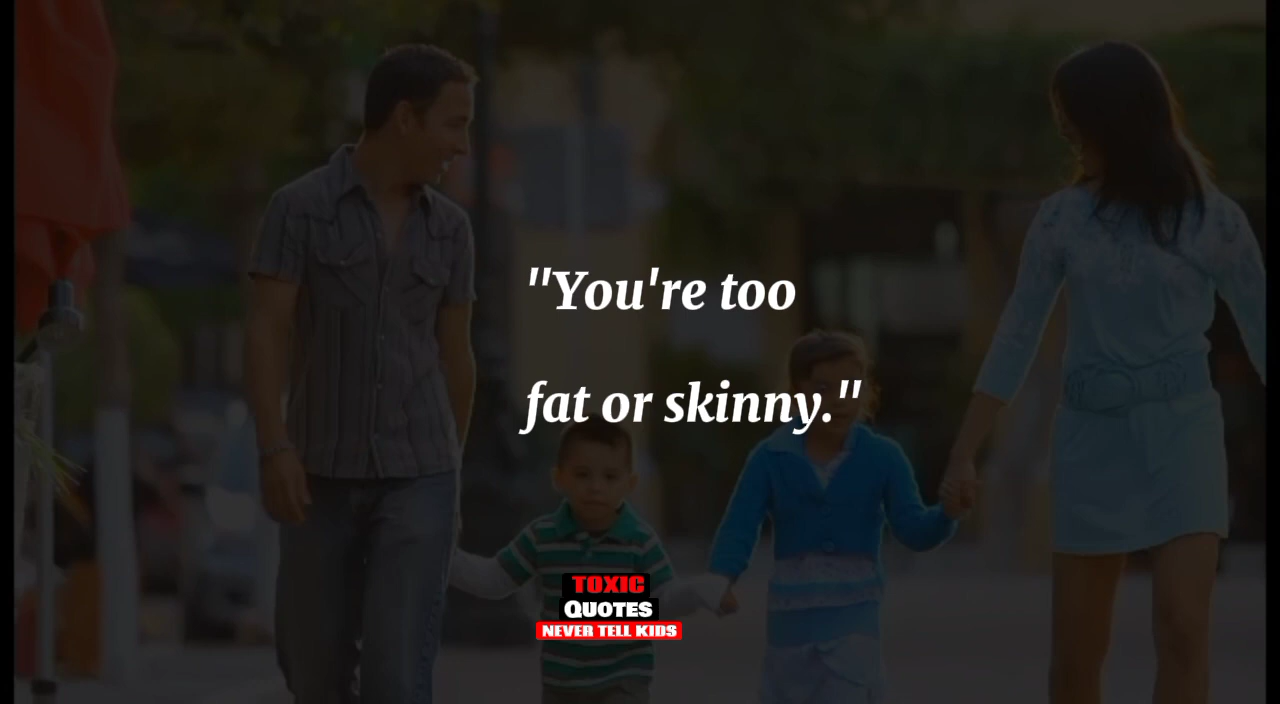 "You're too
fat or skinny."
TOXIC
QUOTES
NEVER TELL KIDS